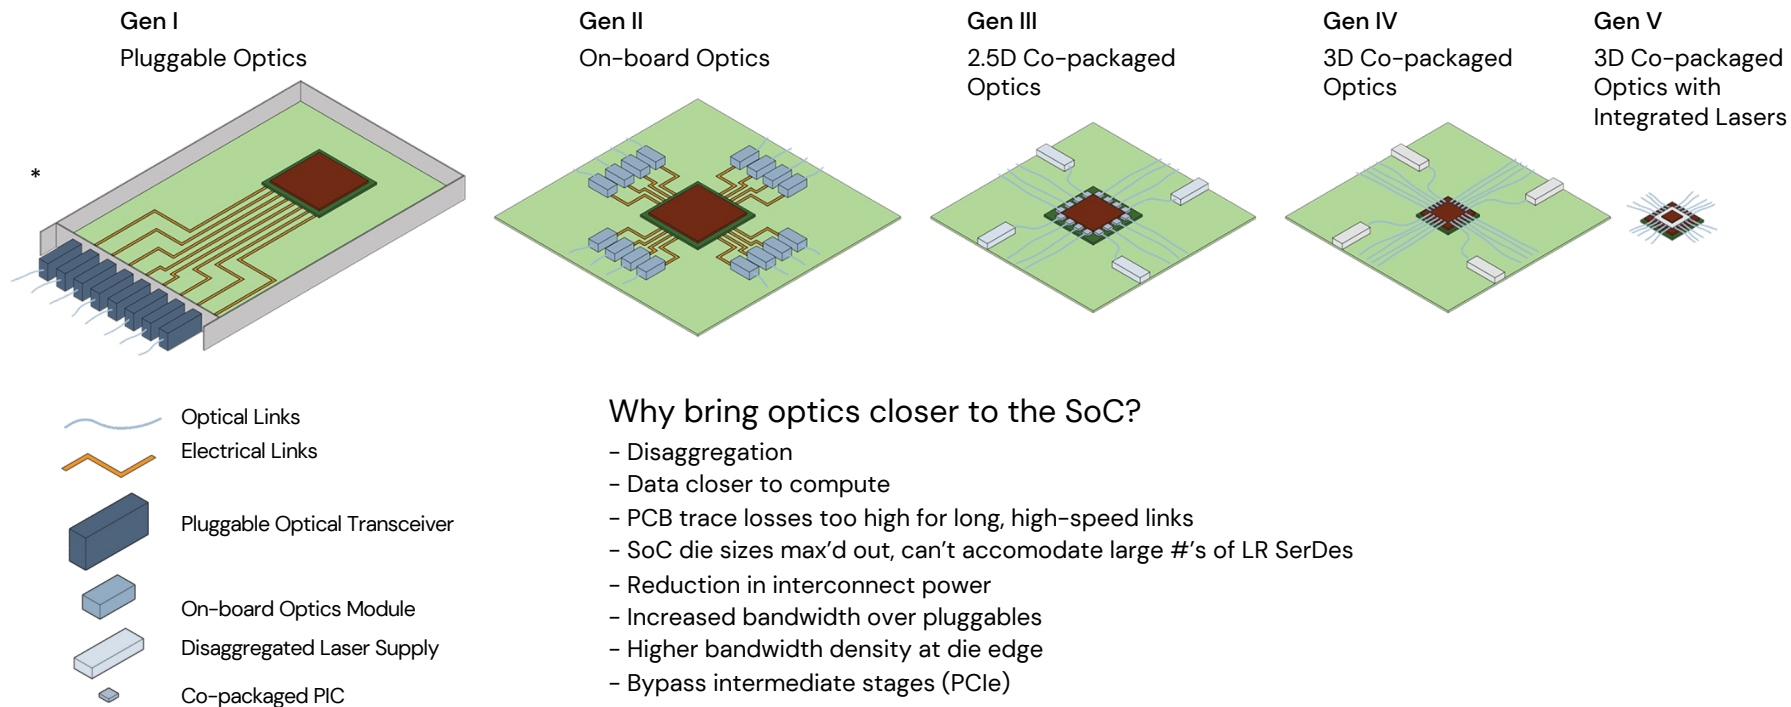 Gen I
Pluggable Optics
Gen II
On-board Optics
Gen III
2.5D Co-packaged
Optics
Gen IV
3D Co-packaged
Optics
Gen V
3D Co-packaged
Optics with
Integrated Lasers
*
Optical Links
Electrical Links
Pluggable Optical Transceiver
On-board Optics Module
Disaggregated Laser Supply
Co-packaged PIC
Why bring optics closer to the SoC?
- Disaggregation
- Data closer to compute
- PCB trace losses too high for long, high-speed links
- SoC die sizes max’d out, can’t accomodate large #’s of LR SerDes
- Reduction in interconnect power
- Increased bandwidth over pluggables
- Higher bandwidth density at die edge
- Bypass intermediate stages (PCIe)